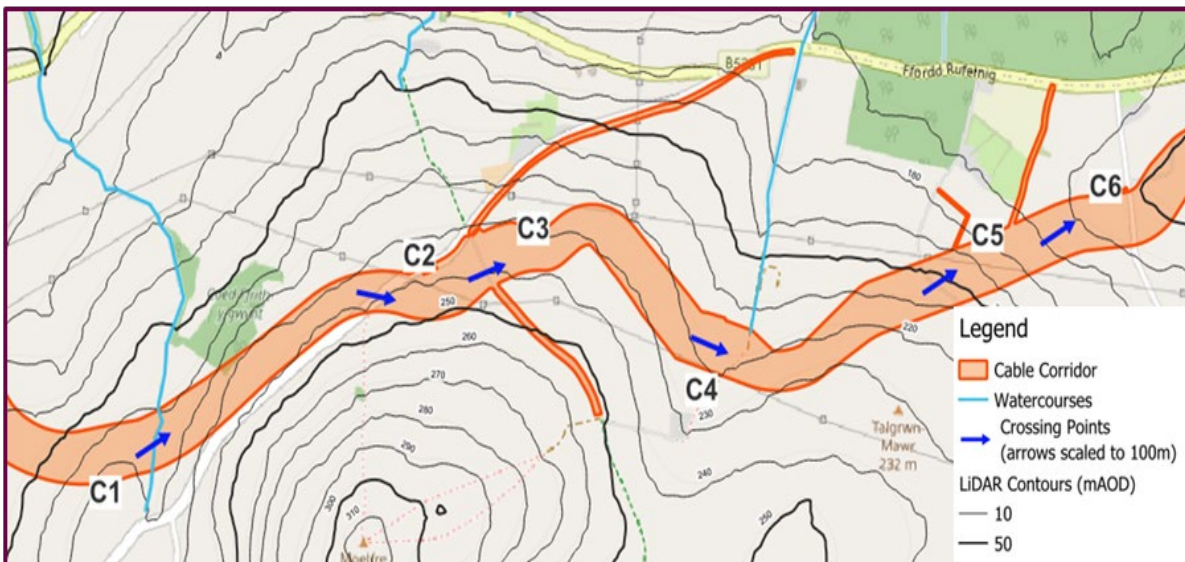 Ffordd Rufeinig
180
C6
C2
C3
C5
250
260
220
Legend
Cable Corridor
Watercourses
Crossing Points
(arrows scaled to 100m)
LiDAR Contours (mAOD)
10
50
270
C4
230
280
Talgrwn-
Mawr
232 m
290
C1
240
300
310
250
Moelfre